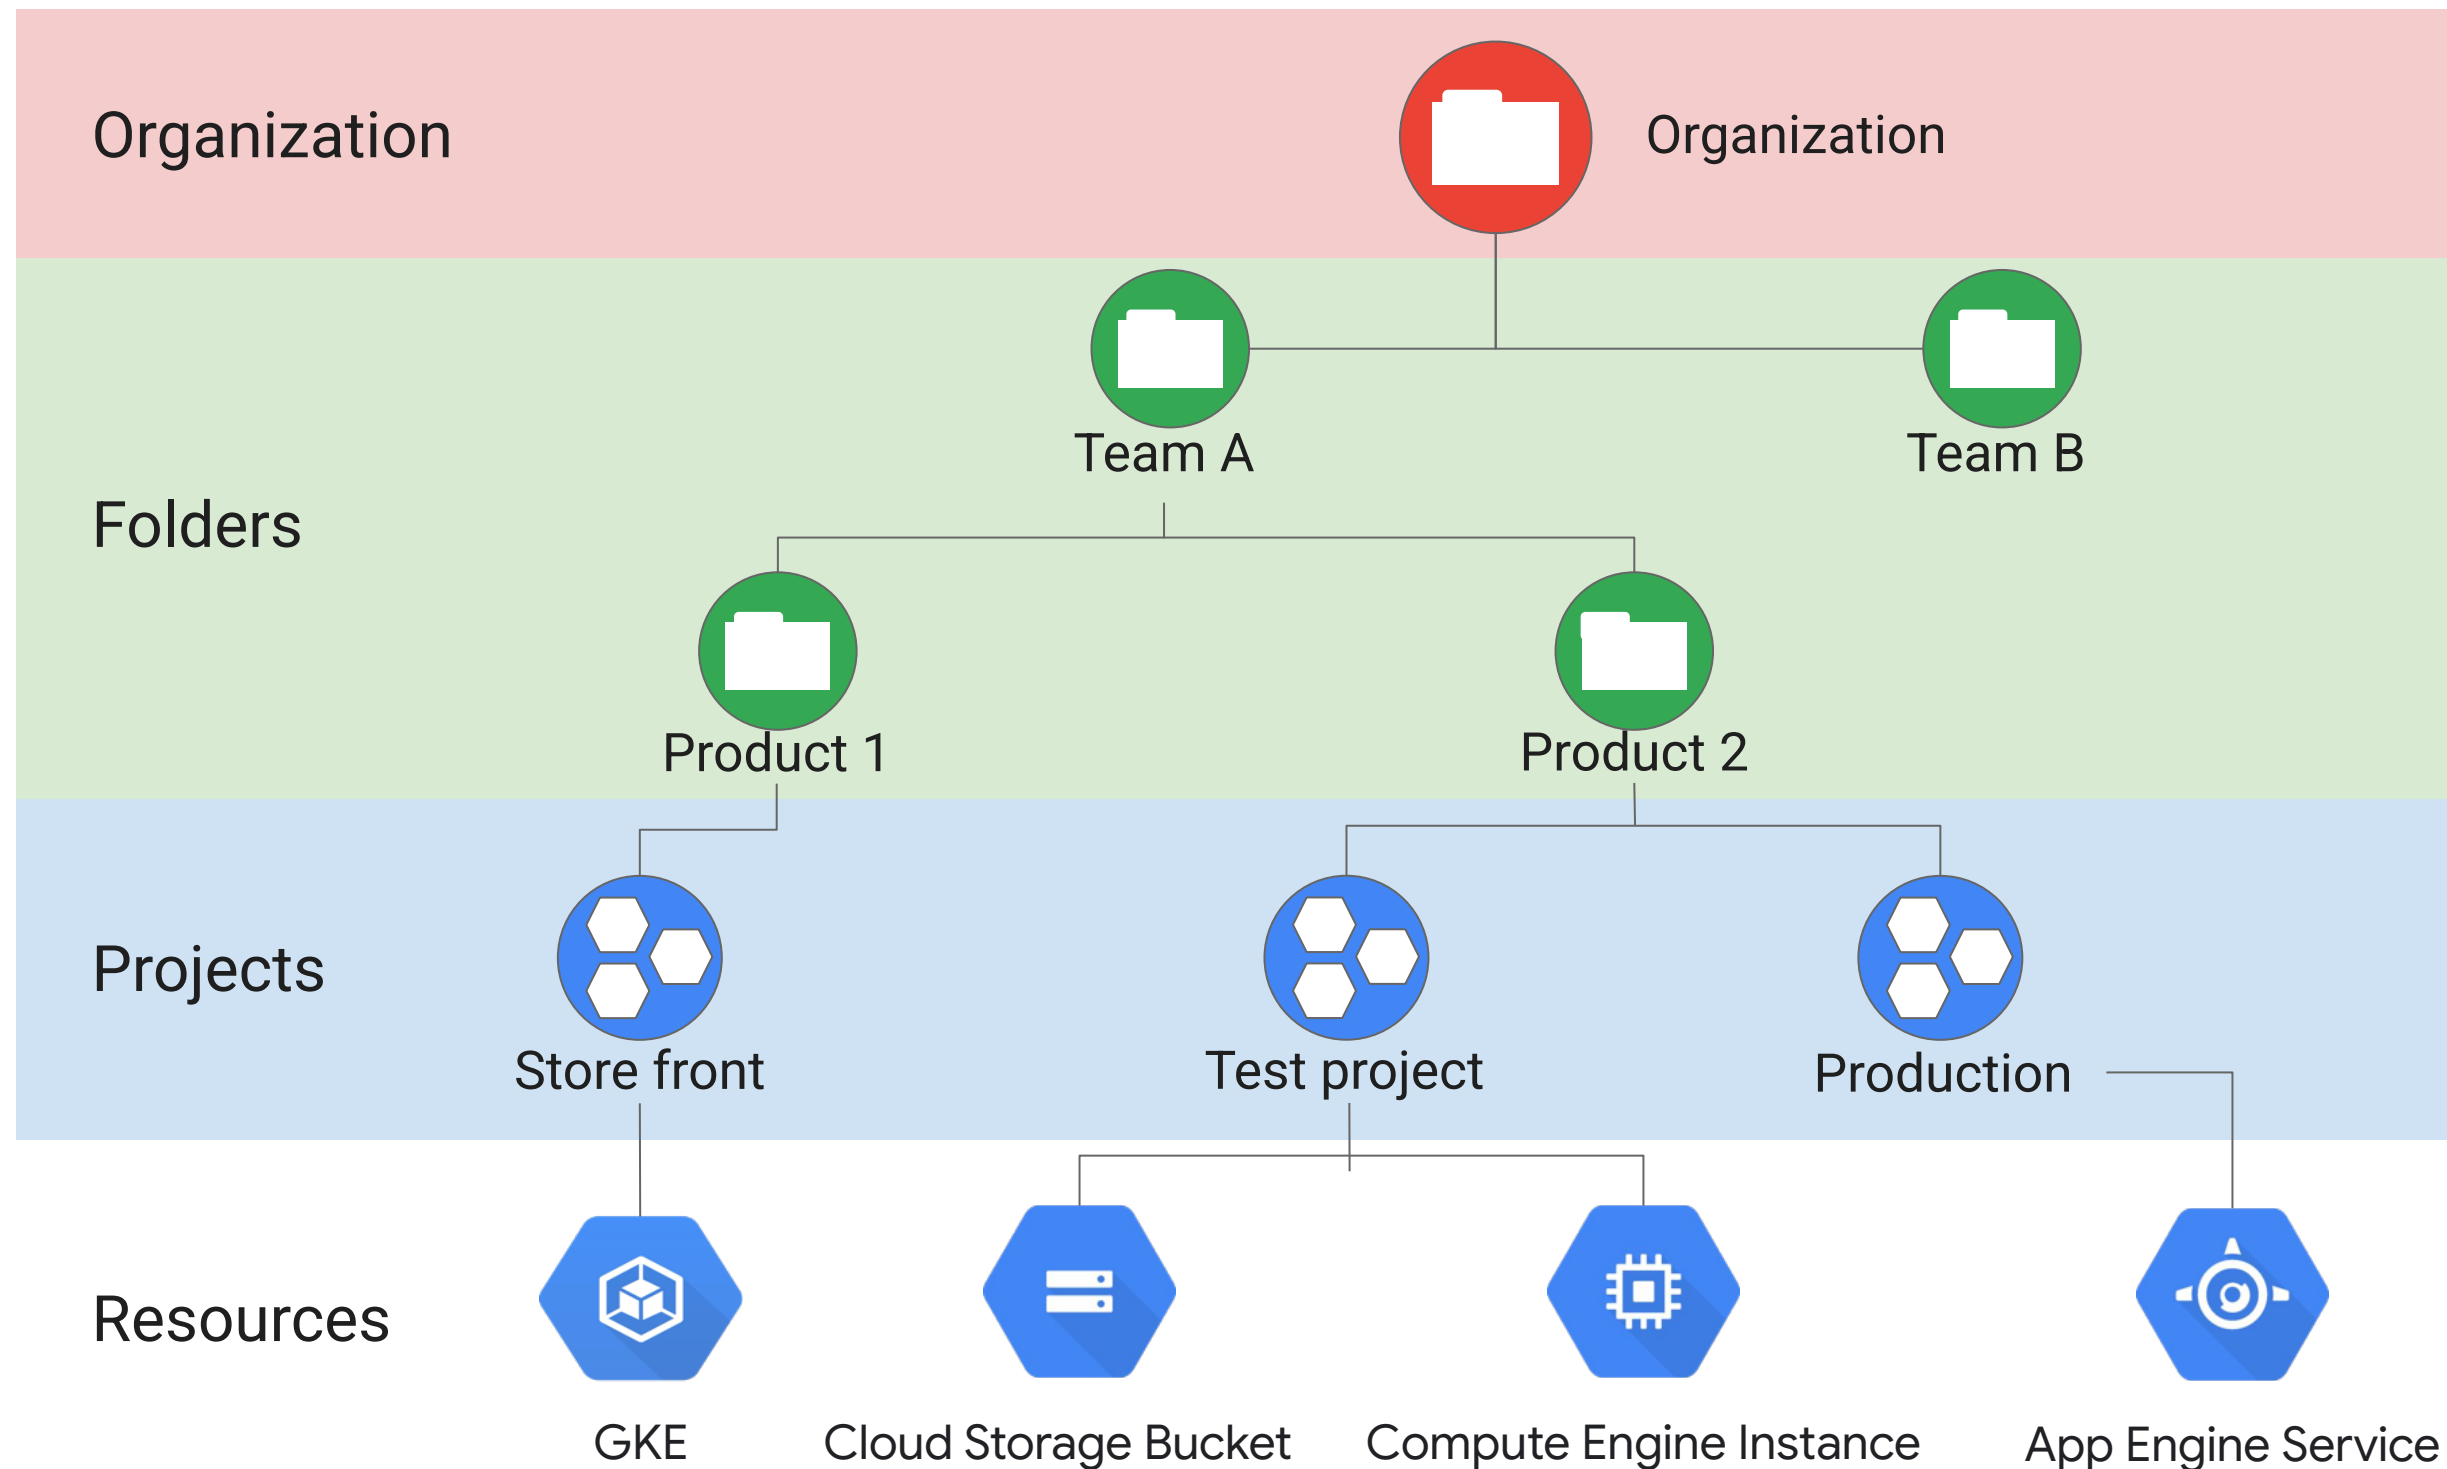 Organization
Organization
Team A
Team B
Folders
Product 1
Product 2
Projects
Store front
Test project
Production
Resources
GKE
Cloud Storage Bucket
Compute Engine Instance
App Engine Service